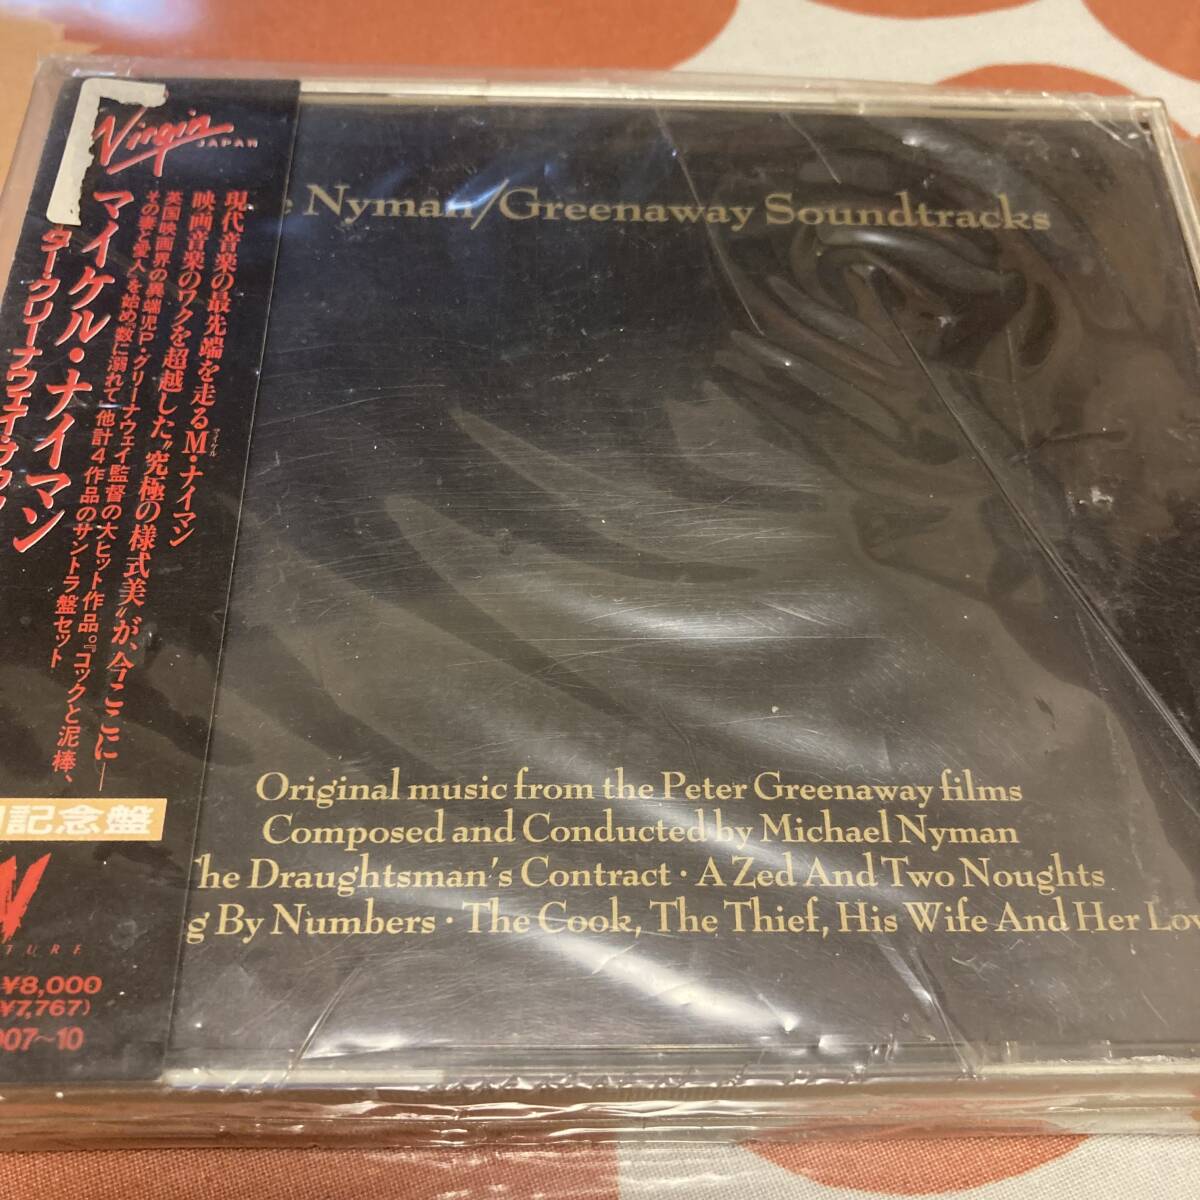 Virgin
JAPAN
現代音楽の最先端を走るM・ナイマン
マイケル
映画音楽のワクを超越した"究極の様式美"が、今ここに—
英国映画界の異端児P・グリーナウェイ監督の大ヒット作品。『コックと泥棒、
その妻と愛人』を始め『数に溺れて』他計4作品のサントラ盤セット
マイケル・ナイマン
ター・グリーナウェイ・サウン
記念盤
TURE
¥8,000
¥7,767)
007~10
e Nyman/Greenaway Soundtracks
Original music from the Peter Greenaway films
Composed and Conducted by Michael Nyman
he Draughtsman's Contract · A Zed And Two Noughts
g By Numbers · The Cook, The Thief, His Wife And Her Lov